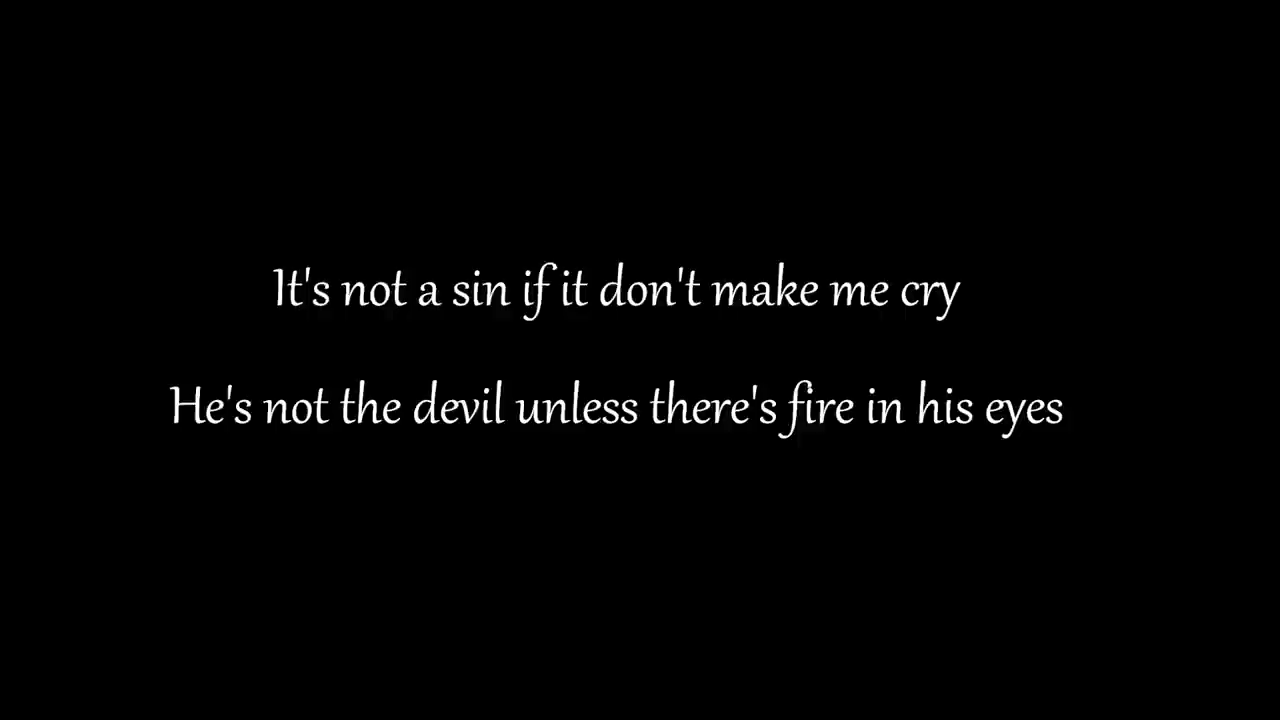 It's not a sin if it don't make me cry
He's not the devil unless there's fire in his eyes